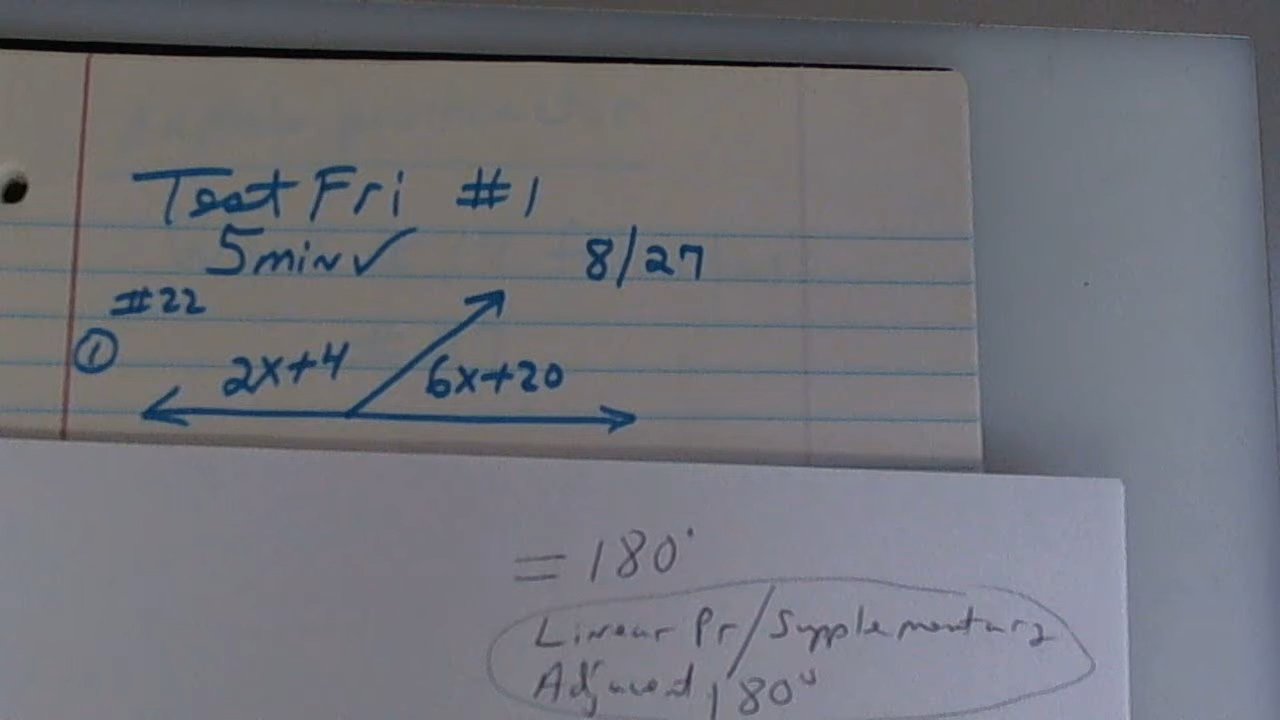 Test Fri #1
5min ✓ 8/27
#22
① 2x+4 6x+20
= 180°
Linear Pr/Supplementary
Adjacent 180°